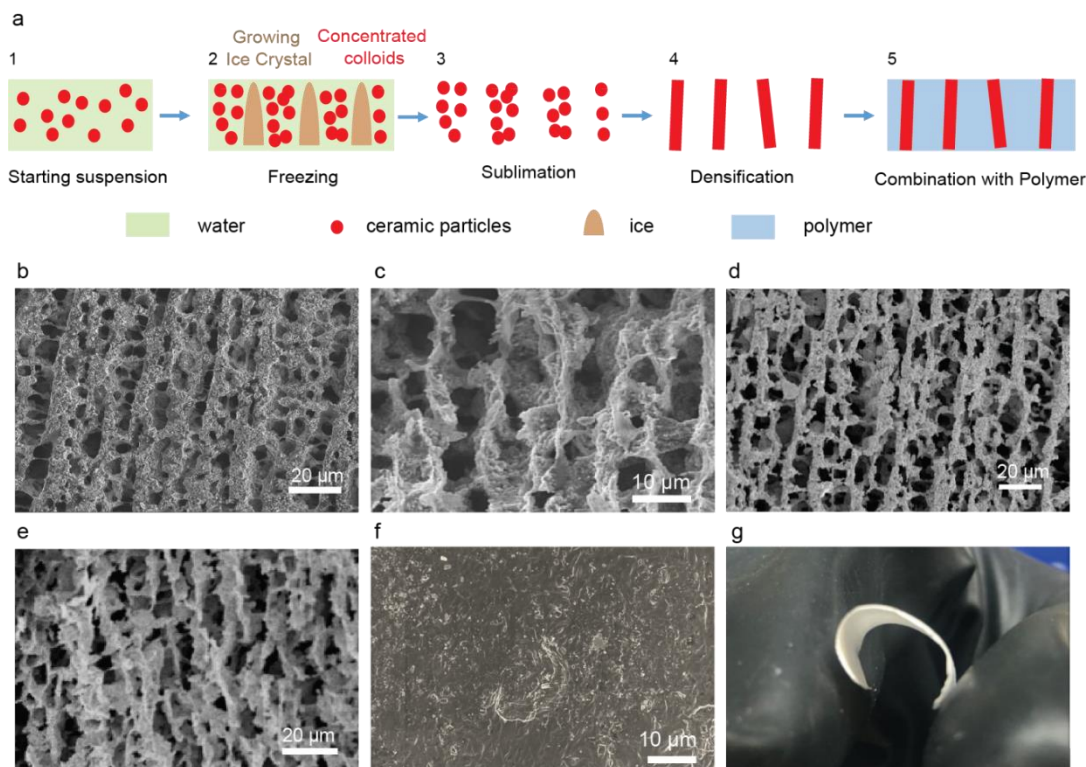 a
Growing
Ice Crystal
Concentrated
colloids
1
2
3
4
5
Starting suspension
Freezing
Sublimation
Densification
Combination with Polymer
water
ceramic particles
ice
polymer
b
c
d
20 µm
10 µm
20 µm
e
f
g
20 µm
10 µm